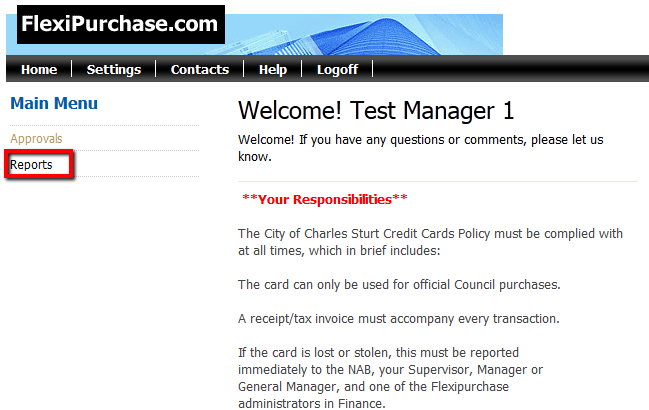 FlexiPurchase.com
Home Settings Contacts Help Logoff
Main Menu
Approvals
Reports
Welcome! Test Manager 1
Welcome! If you have any questions or comments, please let us
know.
**Your Responsibilities**
The City of Charles Sturt Credit Cards Policy must be complied with
at all times, which in brief includes:
The card can only be used for official Council purchases.
A receipt/tax invoice must accompany every transaction.
If the card is lost or stolen, this must be reported
immediately to the NAB, your Supervisor, Manager or
General Manager, and one of the Flexipurchase
administrators in Finance.